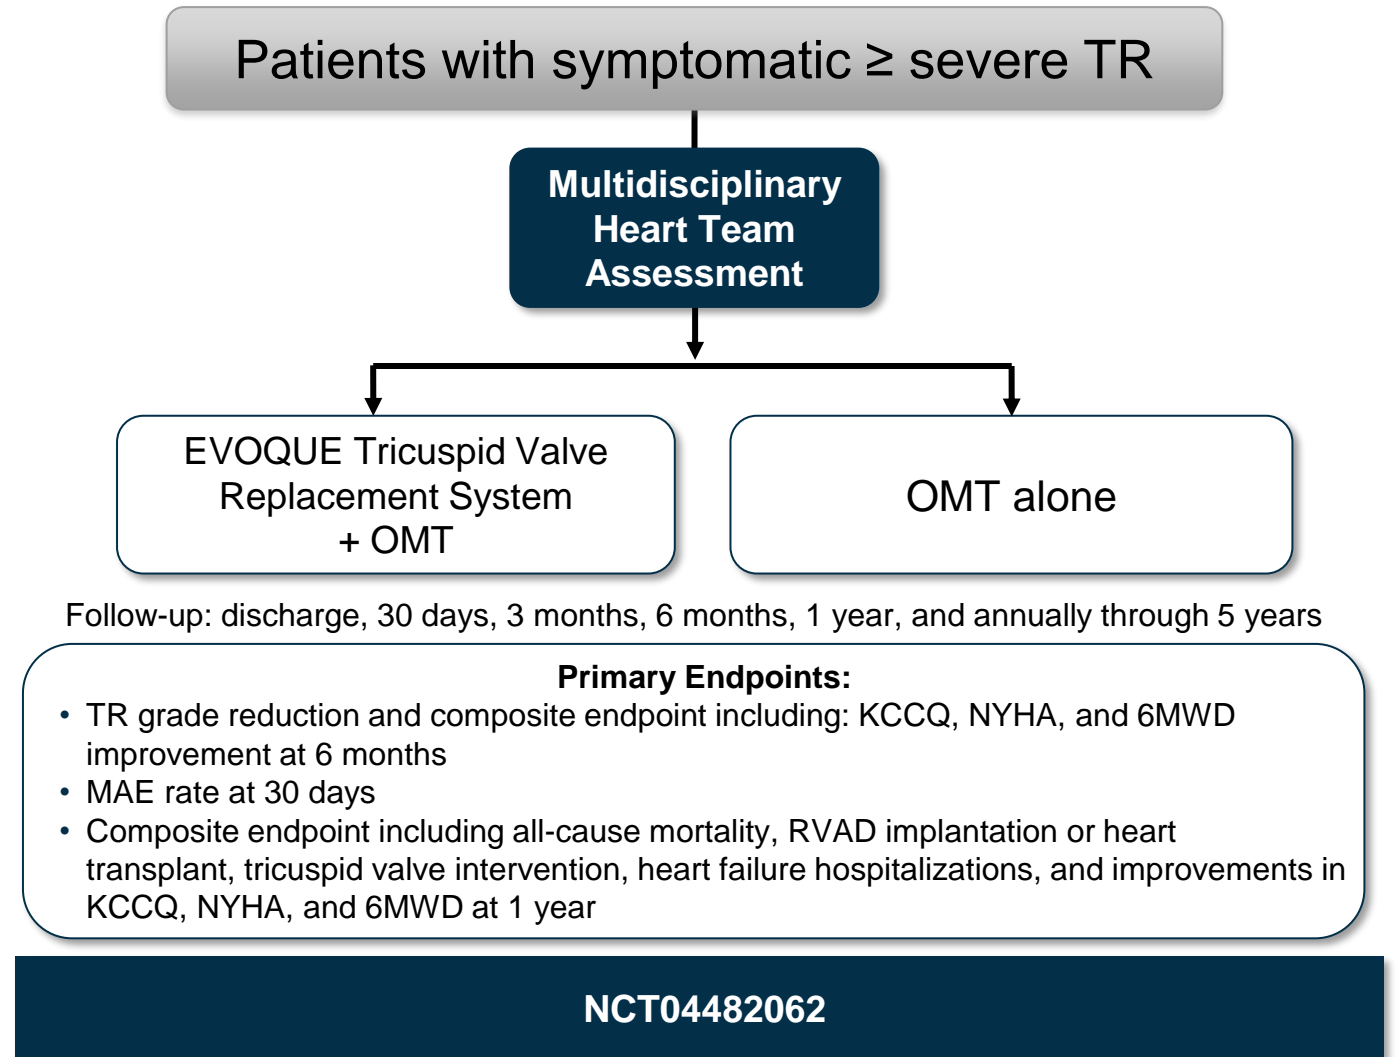 Patients with symptomatic ≥ severe TR
Multidisciplinary
Heart Team
Assessment
EVOQUE Tricuspid Valve
Replacement System
+ OMT
OMT alone
Follow-up: discharge, 30 days, 3 months, 6 months, 1 year, and annually through 5 years
Primary Endpoints:
• TR grade reduction and composite endpoint including: KCCQ, NYHA, and 6MWD
improvement at 6 months
• MAE rate at 30 days
• Composite endpoint including all-cause mortality, RVAD implantation or heart
transplant, tricuspid valve intervention, heart failure hospitalizations, and improvements in
KCCQ, NYHA, and 6MWD at 1 year
NCT04482062